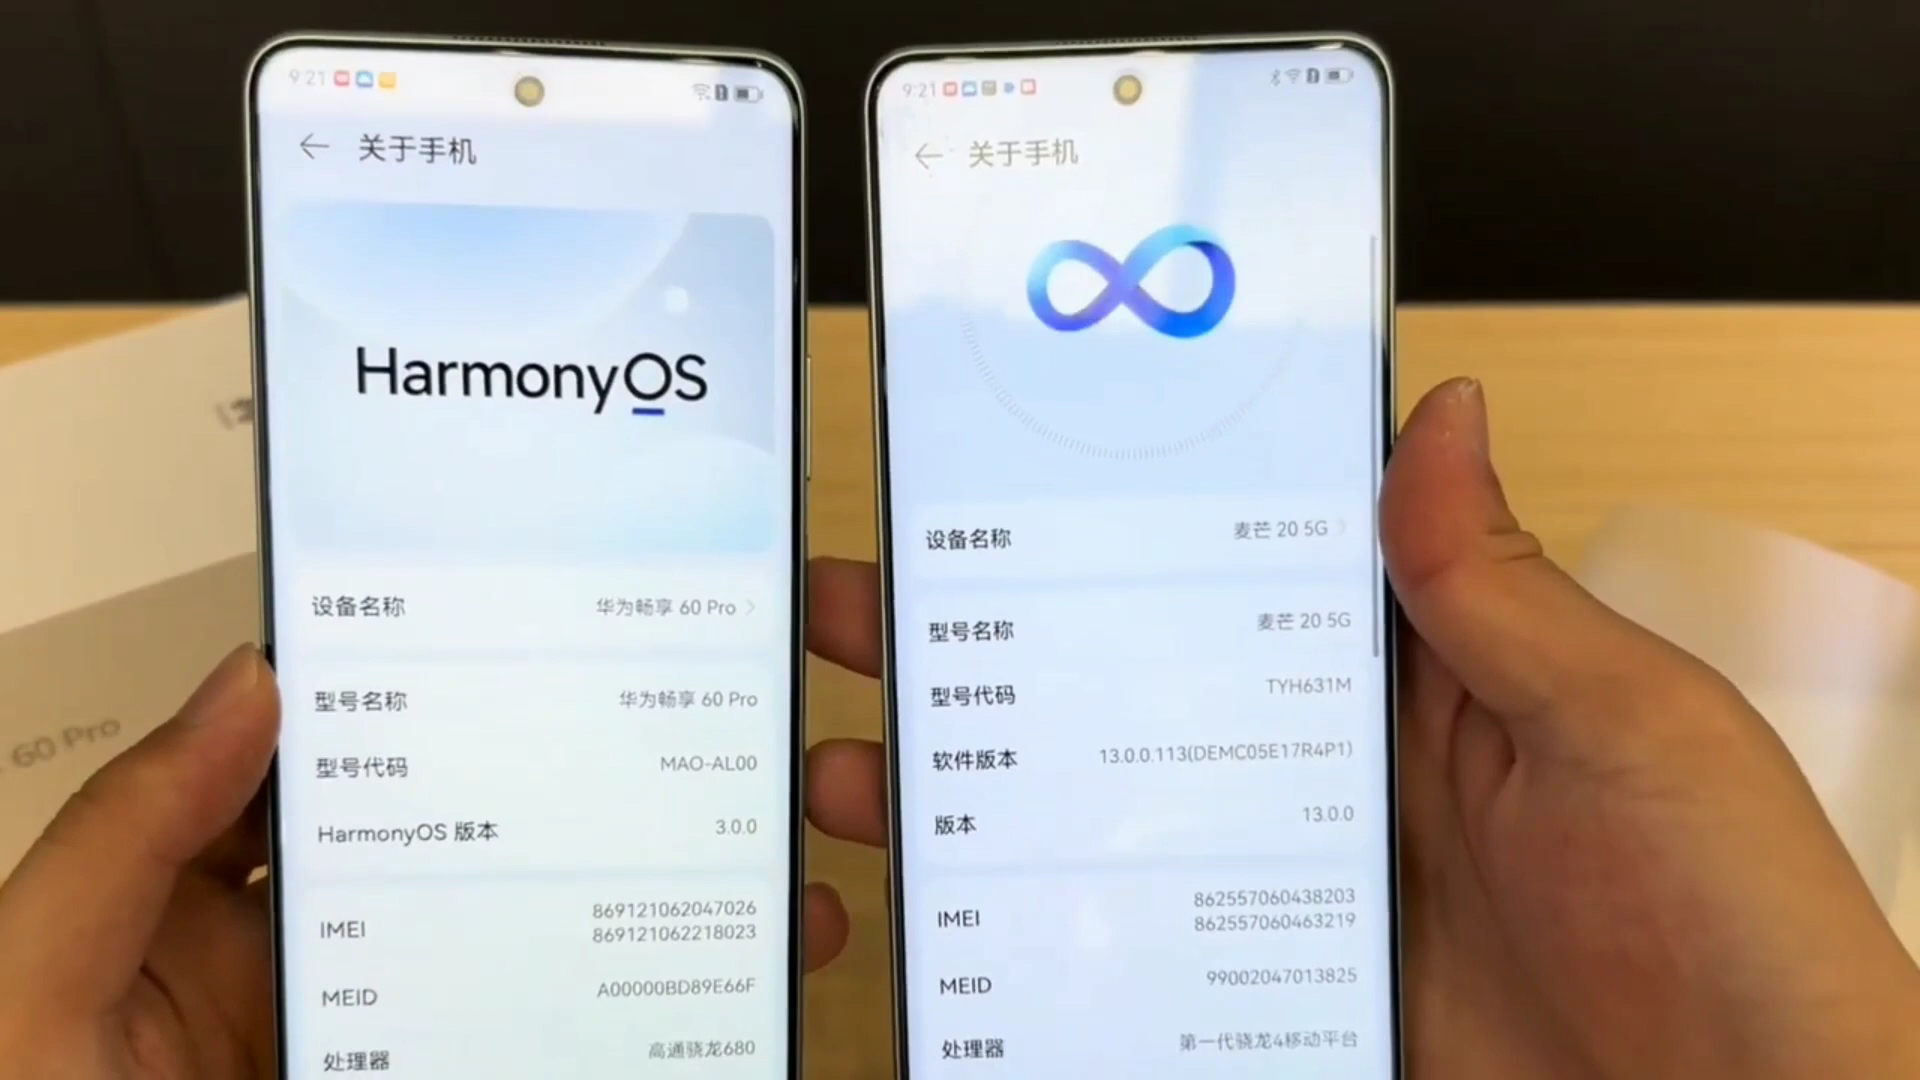 9:21
关于手机
HarmonyOS
设备名称 华为畅享 60 Pro
型号名称 华为畅享 60 Pro
型号代码 MAO-AL00
HarmonyOS 版本 3.0.0
IMEI 869121062047026
869121062218023
MEID A00000BD89E66F
处理器 高通骁龙680
9:21
关于手机
设备名称 麦芒 20 5G
型号名称 麦芒 20 5G
型号代码 TYH631M
软件版本 13.0.0.113(DEMC05E17R4P1)
版本 13.0.0
IMEI 862557060438203
862557060463219
MEID 99002047013825
处理器 第一代骁龙4移动平台
60 Pro